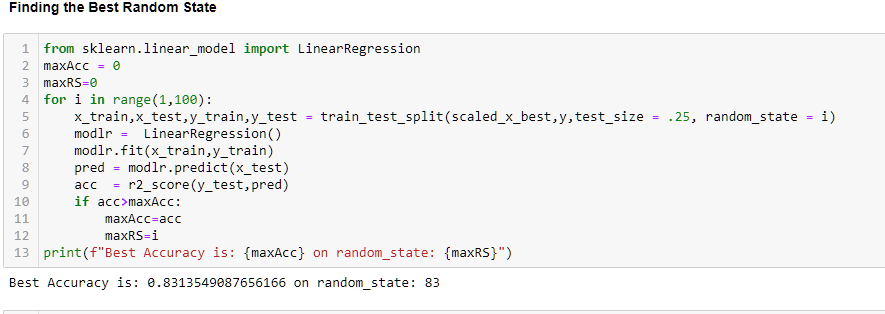 Finding the Best Random State
1 from sklearn.linear_model import LinearRegression
2 maxAcc = 0
3 maxRS=0
4 for i in range(1,100):
5     x_train,x_test,y_train,y_test = train_test_split(scaled_x_best,y,test_size = .25, random_state = i)
6     modlr =  LinearRegression()
7     modlr.fit(x_train,y_train)
8     pred = modlr.predict(x_test)
9     acc  = r2_score(y_test,pred)
10     if acc>maxAcc:
11         maxAcc=acc
12         maxRS=i
13 print(f"Best Accuracy is: {maxAcc} on random_state: {maxRS}")
Best Accuracy is: 0.8313549087656166 on random_state: 83